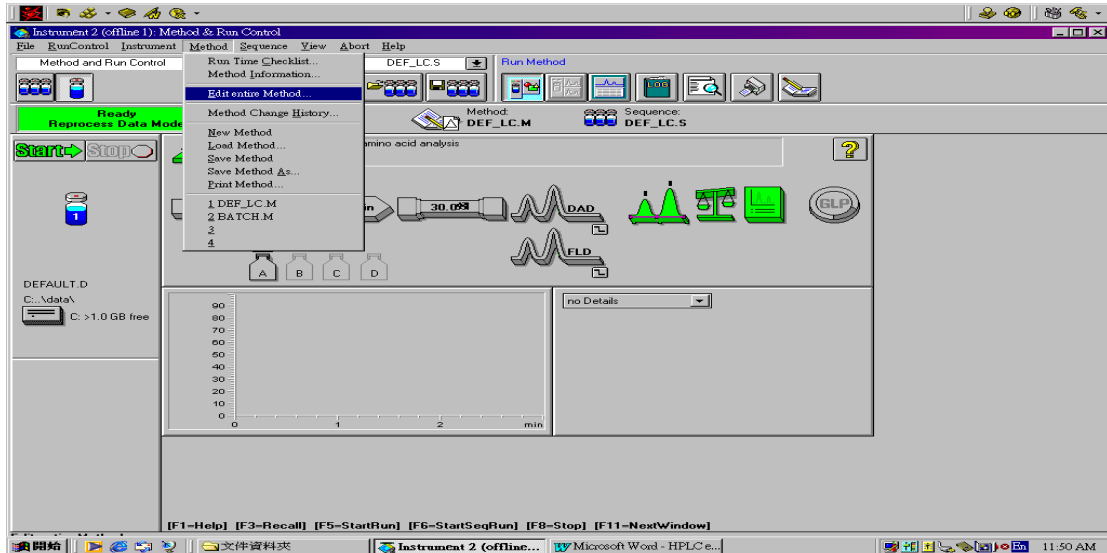 Instrument 2 (offline 1): Method & Run Control
File RunControl Instrument Method Sequence View Abort Help
Method and Run Control
DEF_LC.S
Run Method
Run Time Checklist...
Method Information...
Edit entire Method...
Method Change History...
New Method
Load Method...
Save Method
Save Method As...
Print Method...
1 DEF_LC.M
2 BATCH.M
3
4
Ready
Reprocess Data Mode
Method:
DEF_LC.M
Sequence:
DEF_LC.S
Start
Stop
amino acid analysis
?
1
in
DAD
FLD
GLP
A B C D
DEFAULT.D
C:..\data\
C: >1.0 GB free
no Details
90
80
70
60
50
40
30
20
10
0
0 1 2 min
[F1-Help] [F3-Recall] [F5-StartRun] [F6-StartSeqRun] [F8-Stop] [F11-NextWindow]
開始
文件資料夾
Instrument 2 (offline...
Microsoft Word - HPLC e...
En
11:50 AM